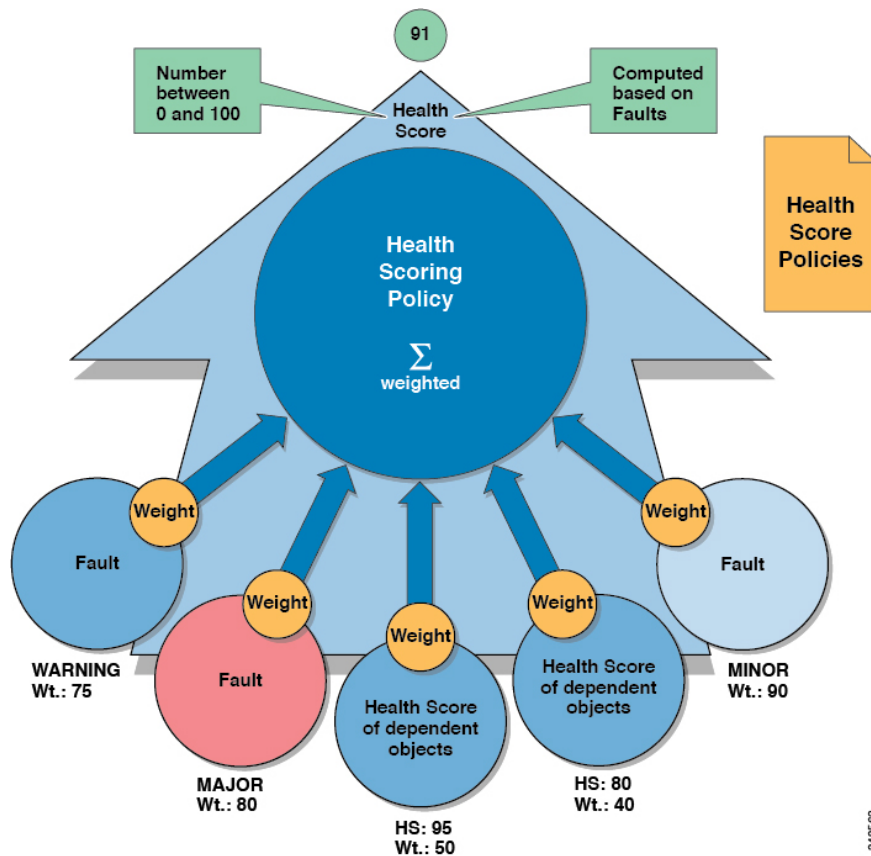 91
Number
between
0 and 100
Computed
based on
Faults
Health
Score
Health
Score
Policies
Health
Scoring
Policy
Σ
weighted
Weight
Fault
WARNING
Wt.: 75
Weight
Fault
MAJOR
Wt.: 80
Weight
Health Score
of dependent
objects
HS: 95
Wt.: 50
Weight
Health Score
of dependent
objects
HS: 80
Wt.: 40
Weight
Fault
MINOR
Wt.: 90